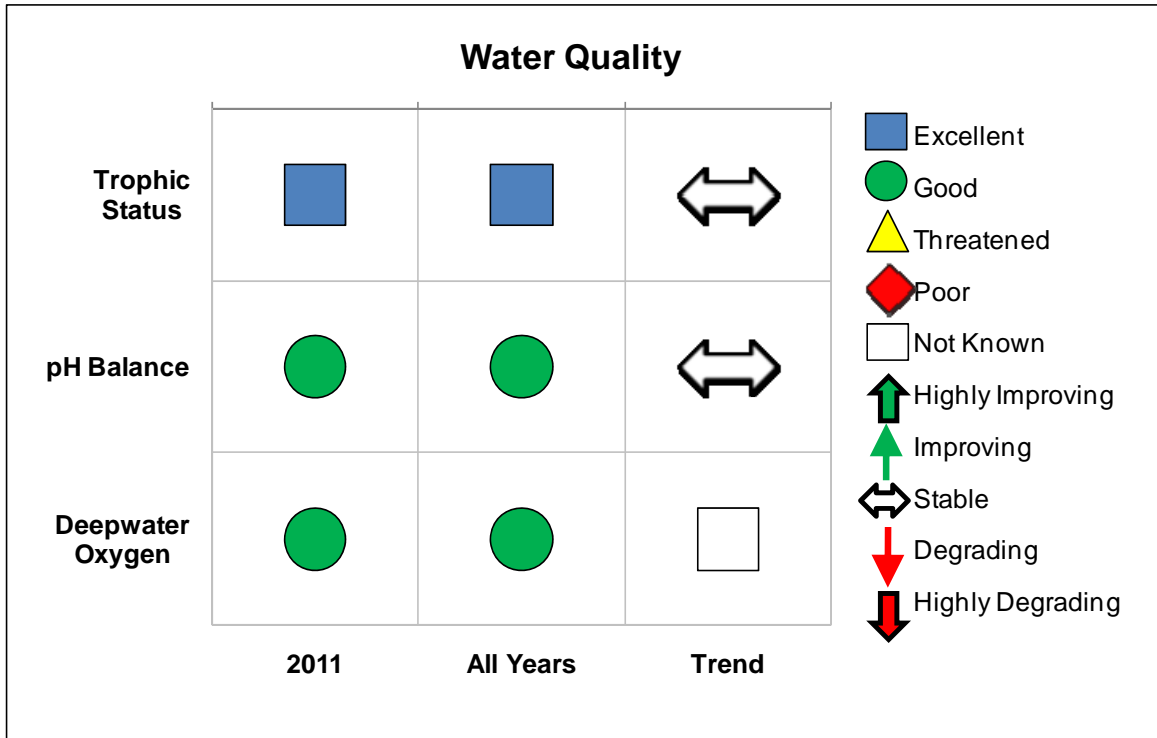 Water Quality
Trophic
Status
pH Balance
Deepwater
Oxygen
2011
All Years
Trend
Excellent
Good
Threatened
Poor
Not Known
Highly Improving
Improving
Stable
Degrading
Highly Degrading